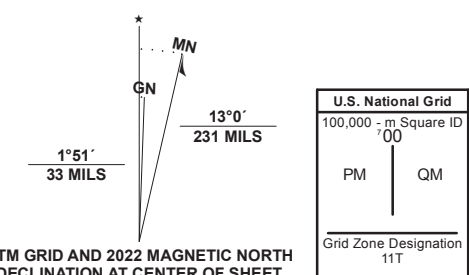 ★
MN
GN
13°0´
231 MILS
1°51´
33 MILS
TM GRID AND 2022 MAGNETIC NORTH
DECLINATION AT CENTER OF SHEET
U.S. National Grid
100,000 - m Square ID
⁷00
PM
QM
Grid Zone Designation
11T